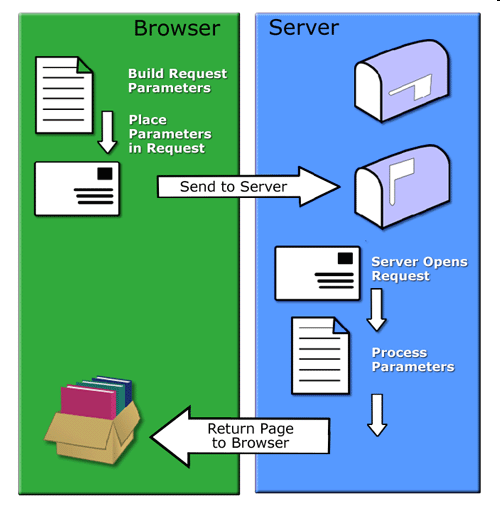 Browser
Server
Build Request
Parameters
Place
Parameters
in Request
Send to Server
Server Opens
Request
Process
Parameters
Return Page
to Browser